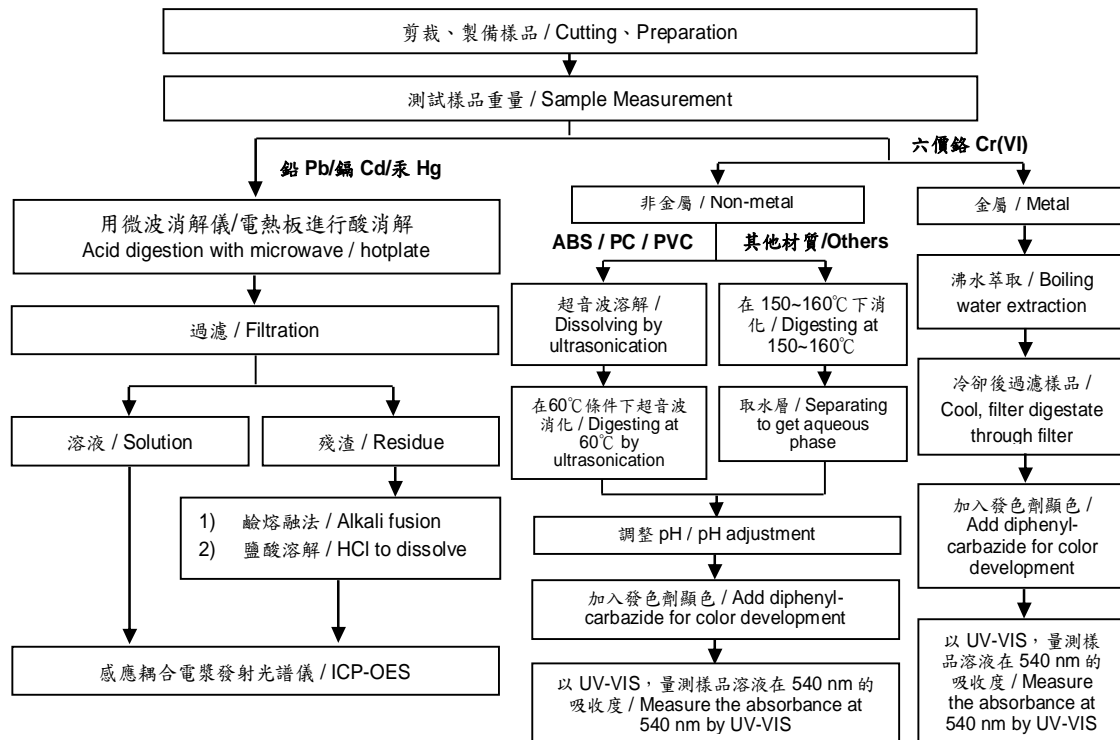 剪裁、製備樣品 / Cutting、Preparation
測試樣品重量 / Sample Measurement
鉛 Pb/鎘 Cd/汞 Hg
六價鉻 Cr(VI)
用微波消解儀/電熱板進行酸消解
Acid digestion with microwave / hotplate
過濾 / Filtration
溶液 / Solution
殘渣 / Residue
1) 鹼熔融法 / Alkali fusion
2) 鹽酸溶解 / HCl to dissolve
感應耦合電漿發射光譜儀 / ICP-OES
非金屬 / Non-metal
ABS / PC / PVC
其他材質/Others
超音波溶解 /
Dissolving by
ultrasonication
在60℃條件下超音波
消化 / Digesting at
60℃ by
ultrasonication
在 150~160℃下消
化 / Digesting at
150~160℃
取水層 / Separating
to get aqueous
phase
調整 pH / pH adjustment
加入發色劑顯色 / Add diphenyl-
carbazide for color development
以 UV-VIS，量測樣品溶液在 540 nm 的
吸收度 / Measure the absorbance at
540 nm by UV-VIS
金屬 / Metal
沸水萃取 / Boiling
water extraction
冷卻後過濾樣品 /
Cool, filter digestate
through filter
加入發色劑顯色 /
Add diphenyl-
carbazide for color
development
以 UV-VIS，量測樣
品溶液在 540 nm 的
吸收度 / Measure
the absorbance at
540 nm by UV-VIS